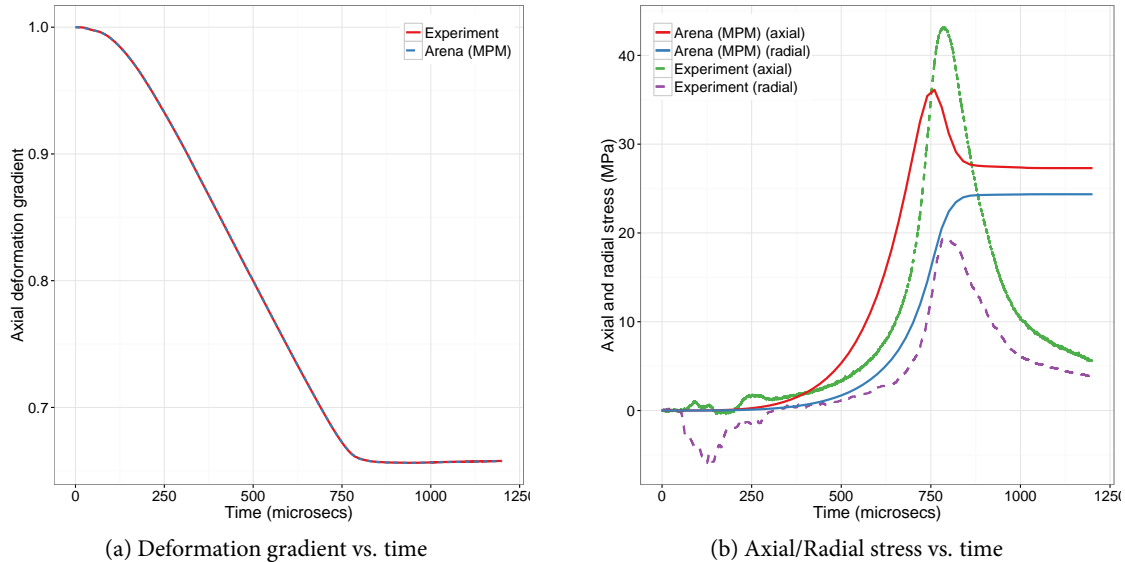 Experiment
Arena (MPM)
1.0
0.9
0.8
0.7
Axial deformation gradient
0
250
500
750
1000
1250
Time (microsecs)
(a) Deformation gradient vs. time
Arena (MPM) (axial)
Arena (MPM) (radial)
Experiment (axial)
Experiment (radial)
40
30
20
10
0
Axial and radial stress (MPa)
0
250
500
750
1000
1250
Time (microsecs)
(b) Axial/Radial stress vs. time